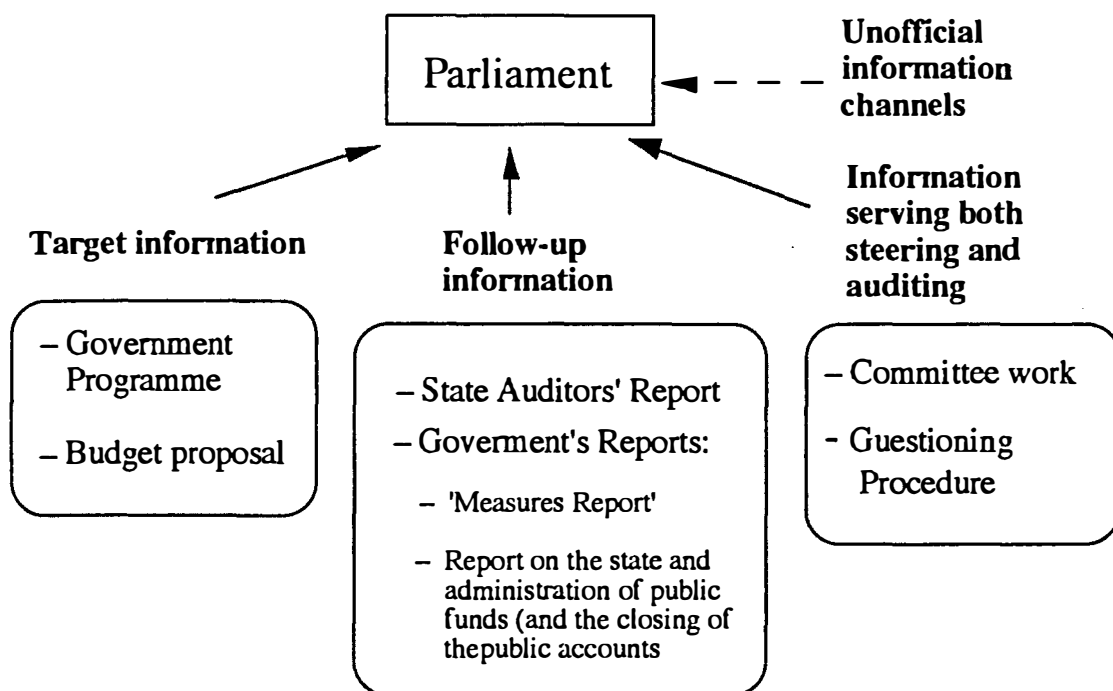 Parliament
Unofficial
information
channels
Target information
Follow-up
information
Information
serving both
steering and
auditing
– Government
Programme
– Budget proposal
– State Auditors' Report
– Goverment's Reports:
– 'Measures Report'
– Report on the state and
administration of public
funds (and the closing of
thepublic accounts
– Committee work
- Guestioning
Procedure